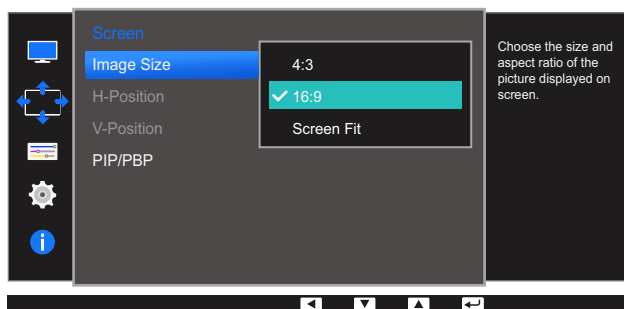 Screen
Image Size
H-Position
V-Position
PIP/PBP
4:3
16:9
Screen Fit
Choose the size and
aspect ratio of the
picture displayed on
screen.